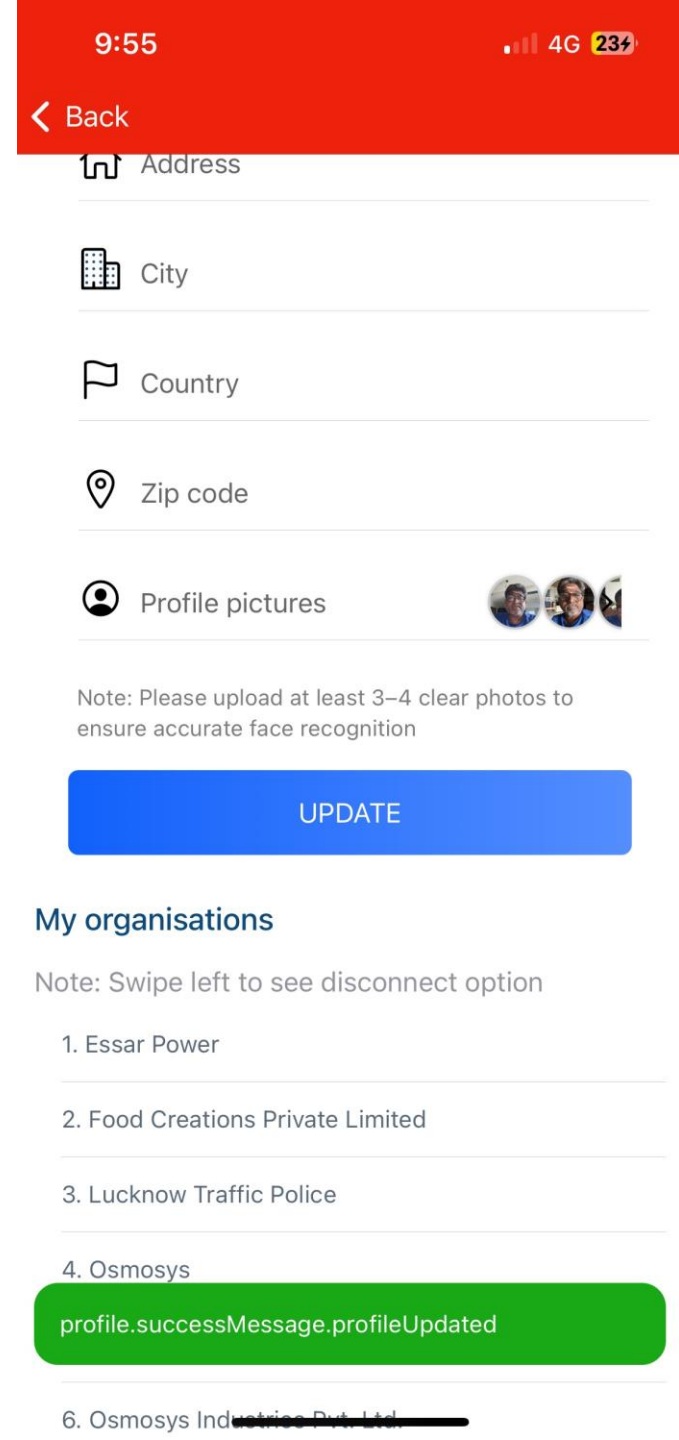 9:55
4G 23
Back
Address
City
Country
Zip code
Profile pictures
Note: Please upload at least 3–4 clear photos to
ensure accurate face recognition
UPDATE
My organisations
Note: Swipe left to see disconnect option
1. Essar Power
2. Food Creations Private Limited
3. Lucknow Traffic Police
4. Osmosys
profile.successMessage.profileUpdated
6. Osmosys Industries Pvt. Ltd.